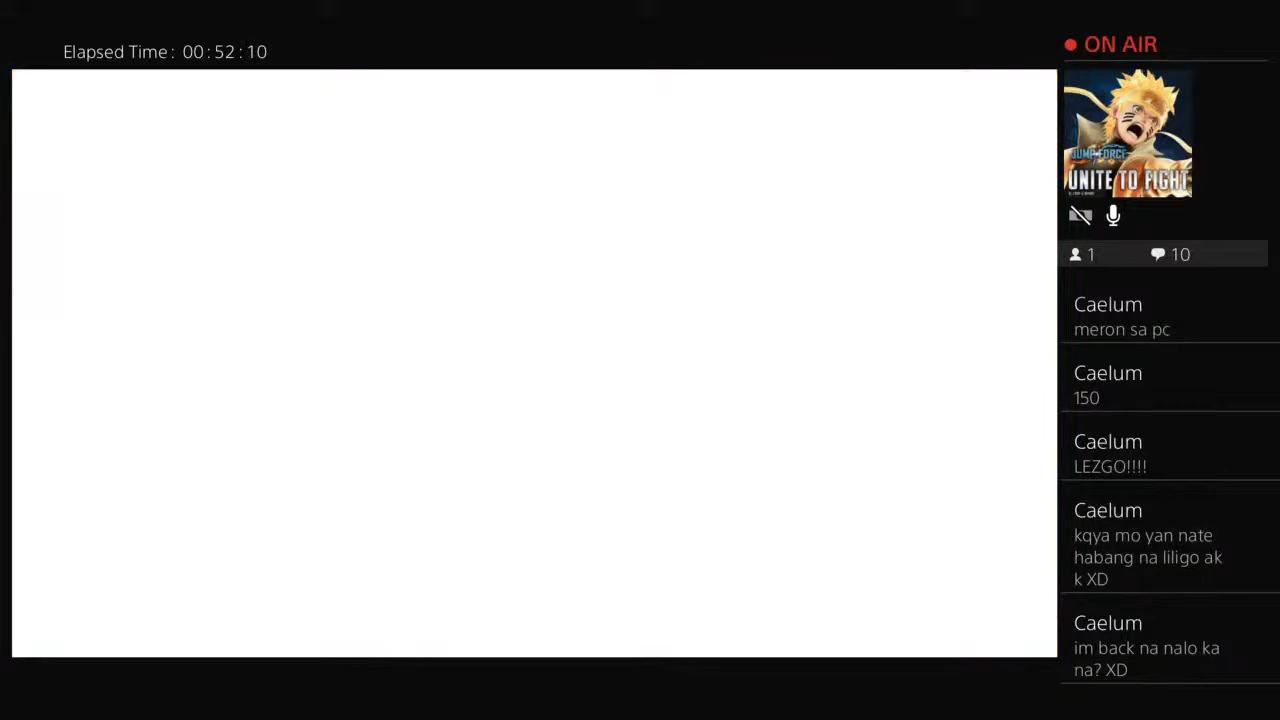 Elapsed Time: 00:52:10
ON AIR
JUMP FORCE
UNITE TO FIGHT
1
10
Caelum
meron sa pc
Caelum
150
Caelum
LEZGO!!!!
Caelum
kqya mo yan nate
habang na liligo ak
k XD
Caelum
im back na nalo ka
na? XD